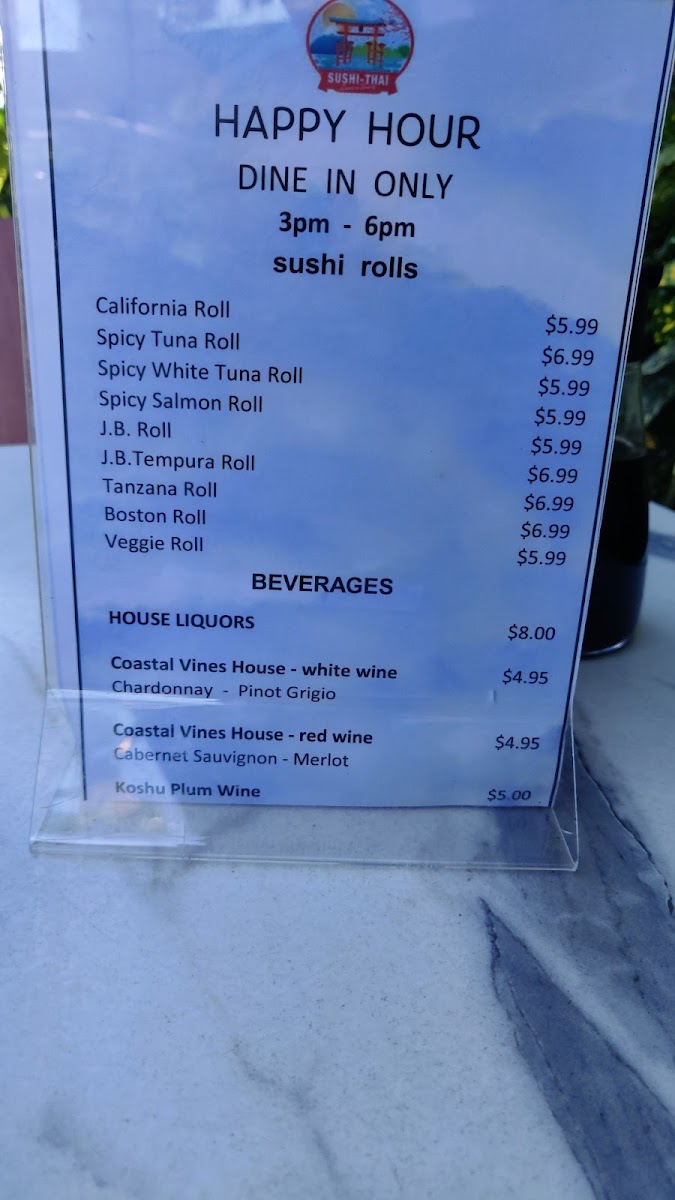 SUSHI-THAI
HAPPY HOUR
DINE IN ONLY
3pm - 6pm
sushi rolls
California Roll $5.99
Spicy Tuna Roll $6.99
Spicy White Tuna Roll $5.99
Spicy Salmon Roll $5.99
J.B. Roll $5.99
J.B.Tempura Roll $6.99
Tanzana Roll $6.99
Boston Roll $6.99
Veggie Roll $5.99
BEVERAGES
HOUSE LIQUORS $8.00
Coastal Vines House - white wine $4.95
Chardonnay - Pinot Grigio
Coastal Vines House - red wine $4.95
Cabernet Sauvignon - Merlot
Koshu Plum Wine $5.00